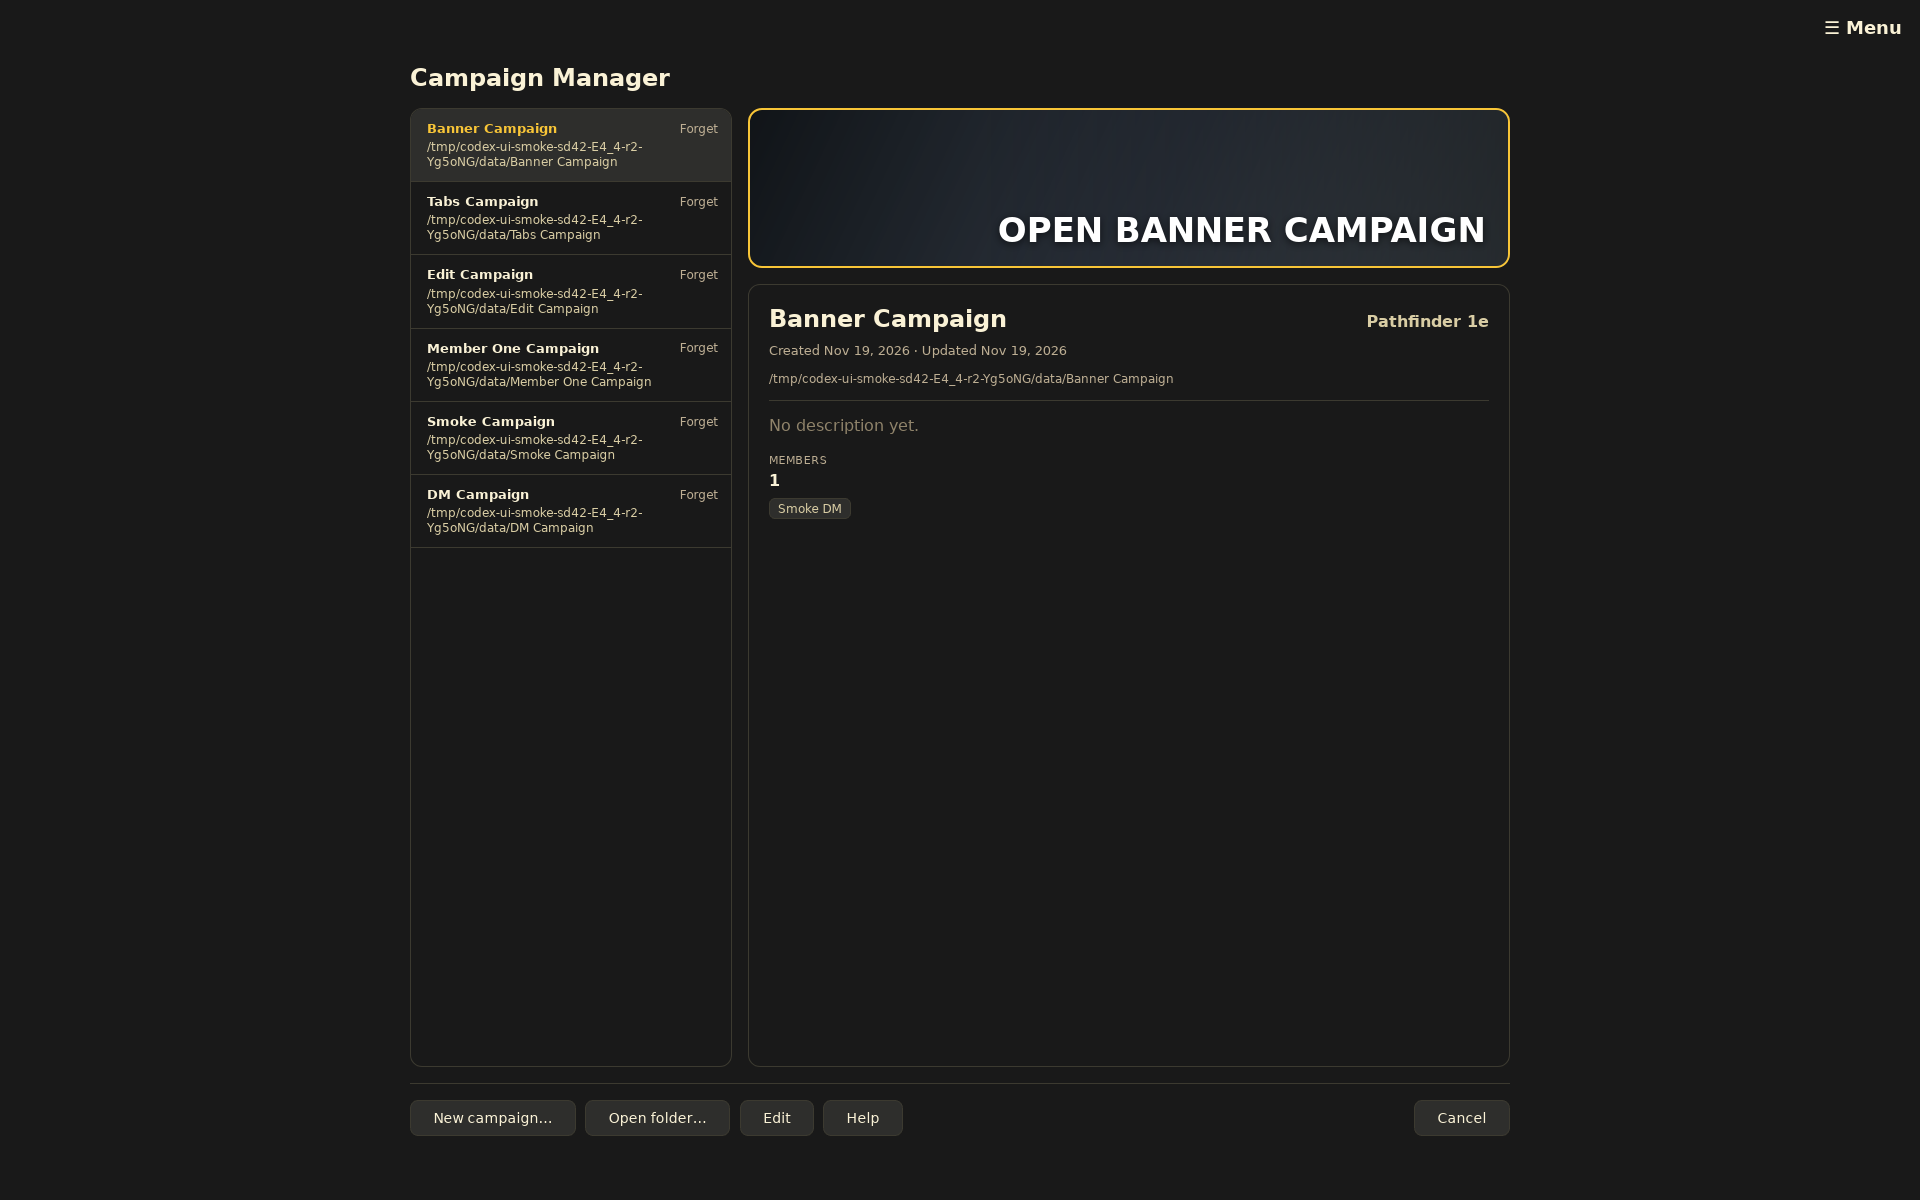 ☰ Menu
Campaign Manager
Banner Campaign
Forget
/tmp/codex-ui-smoke-sd42-E4_4-r2-
Yg5oNG/data/Banner Campaign
Tabs Campaign
Forget
/tmp/codex-ui-smoke-sd42-E4_4-r2-
Yg5oNG/data/Tabs Campaign
Edit Campaign
Forget
/tmp/codex-ui-smoke-sd42-E4_4-r2-
Yg5oNG/data/Edit Campaign
Member One Campaign
Forget
/tmp/codex-ui-smoke-sd42-E4_4-r2-
Yg5oNG/data/Member One Campaign
Smoke Campaign
Forget
/tmp/codex-ui-smoke-sd42-E4_4-r2-
Yg5oNG/data/Smoke Campaign
DM Campaign
Forget
/tmp/codex-ui-smoke-sd42-E4_4-r2-
Yg5oNG/data/DM Campaign
OPEN BANNER CAMPAIGN
Banner Campaign
Pathfinder 1e
Created Nov 19, 2026 · Updated Nov 19, 2026
/tmp/codex-ui-smoke-sd42-E4_4-r2-Yg5oNG/data/Banner Campaign
No description yet.
MEMBERS
1
Smoke DM
New campaign...
Open folder...
Edit
Help
Cancel